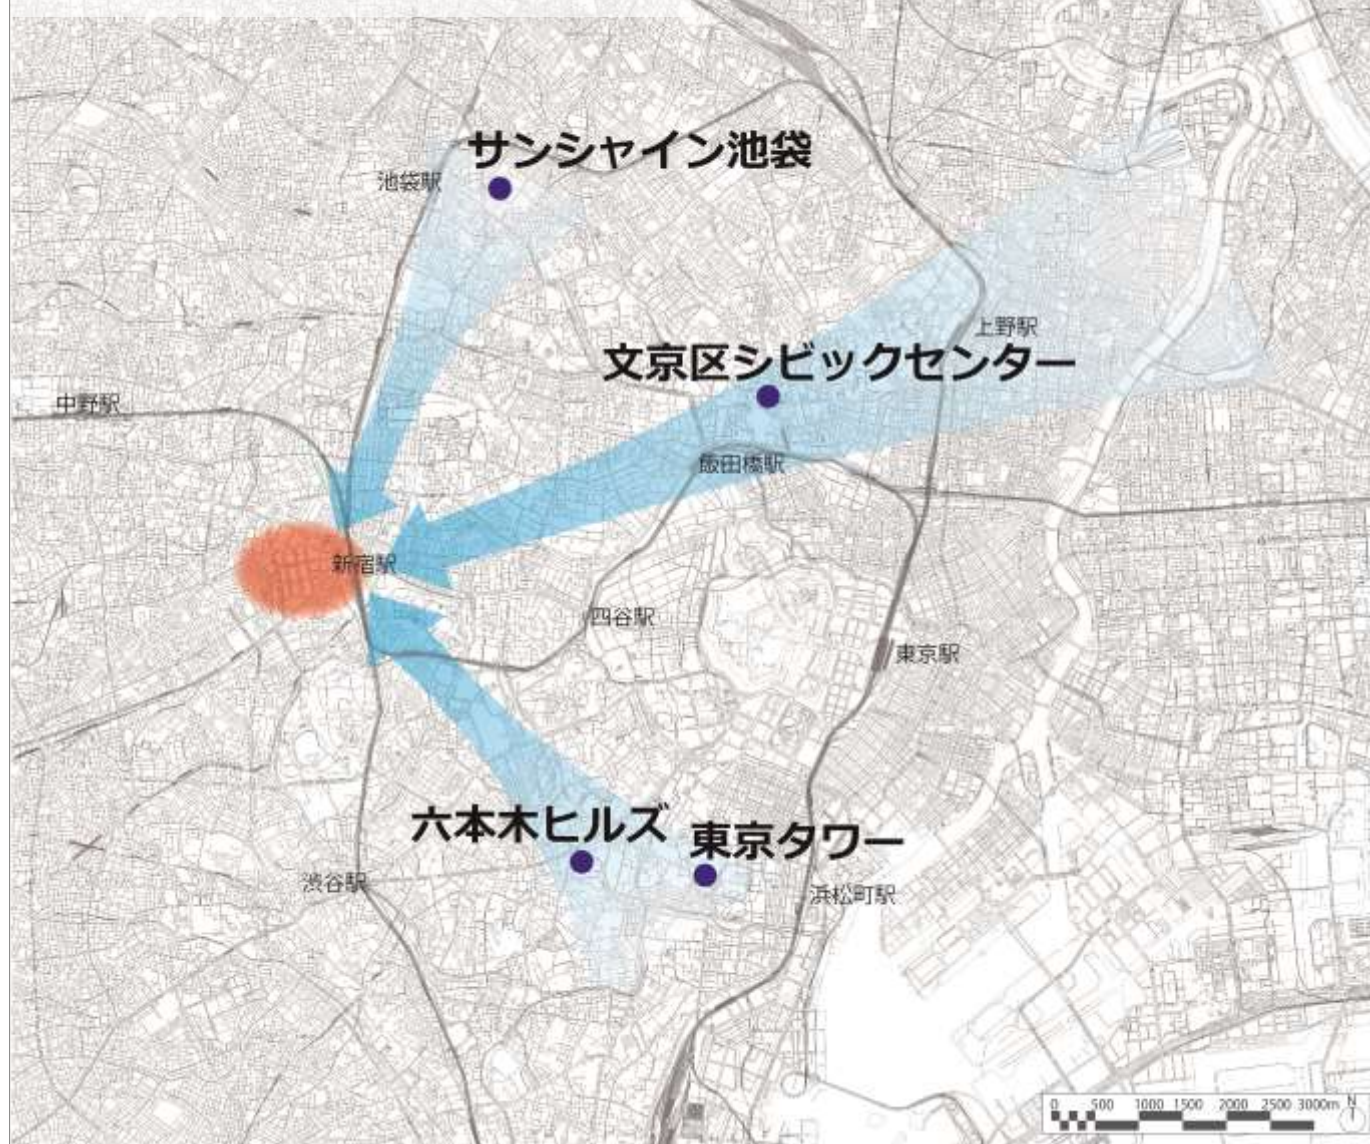 サンシャイン池袋
池袋駅
上野駅
文京区シビックセンター
中野駅
飯田橋駅
新宿駅
四谷駅
東京駅
六本木ヒルズ
東京タワー
渋谷駅
浜松町駅
0 500 1000 1500 2000 2500 3000m
N